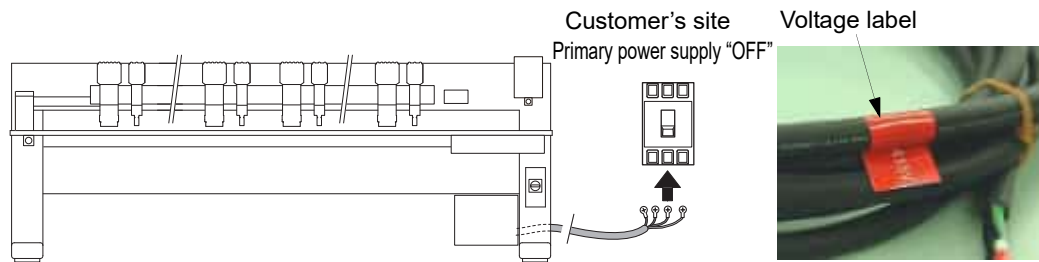 Customer’s site
Primary power supply “OFF”
Voltage label